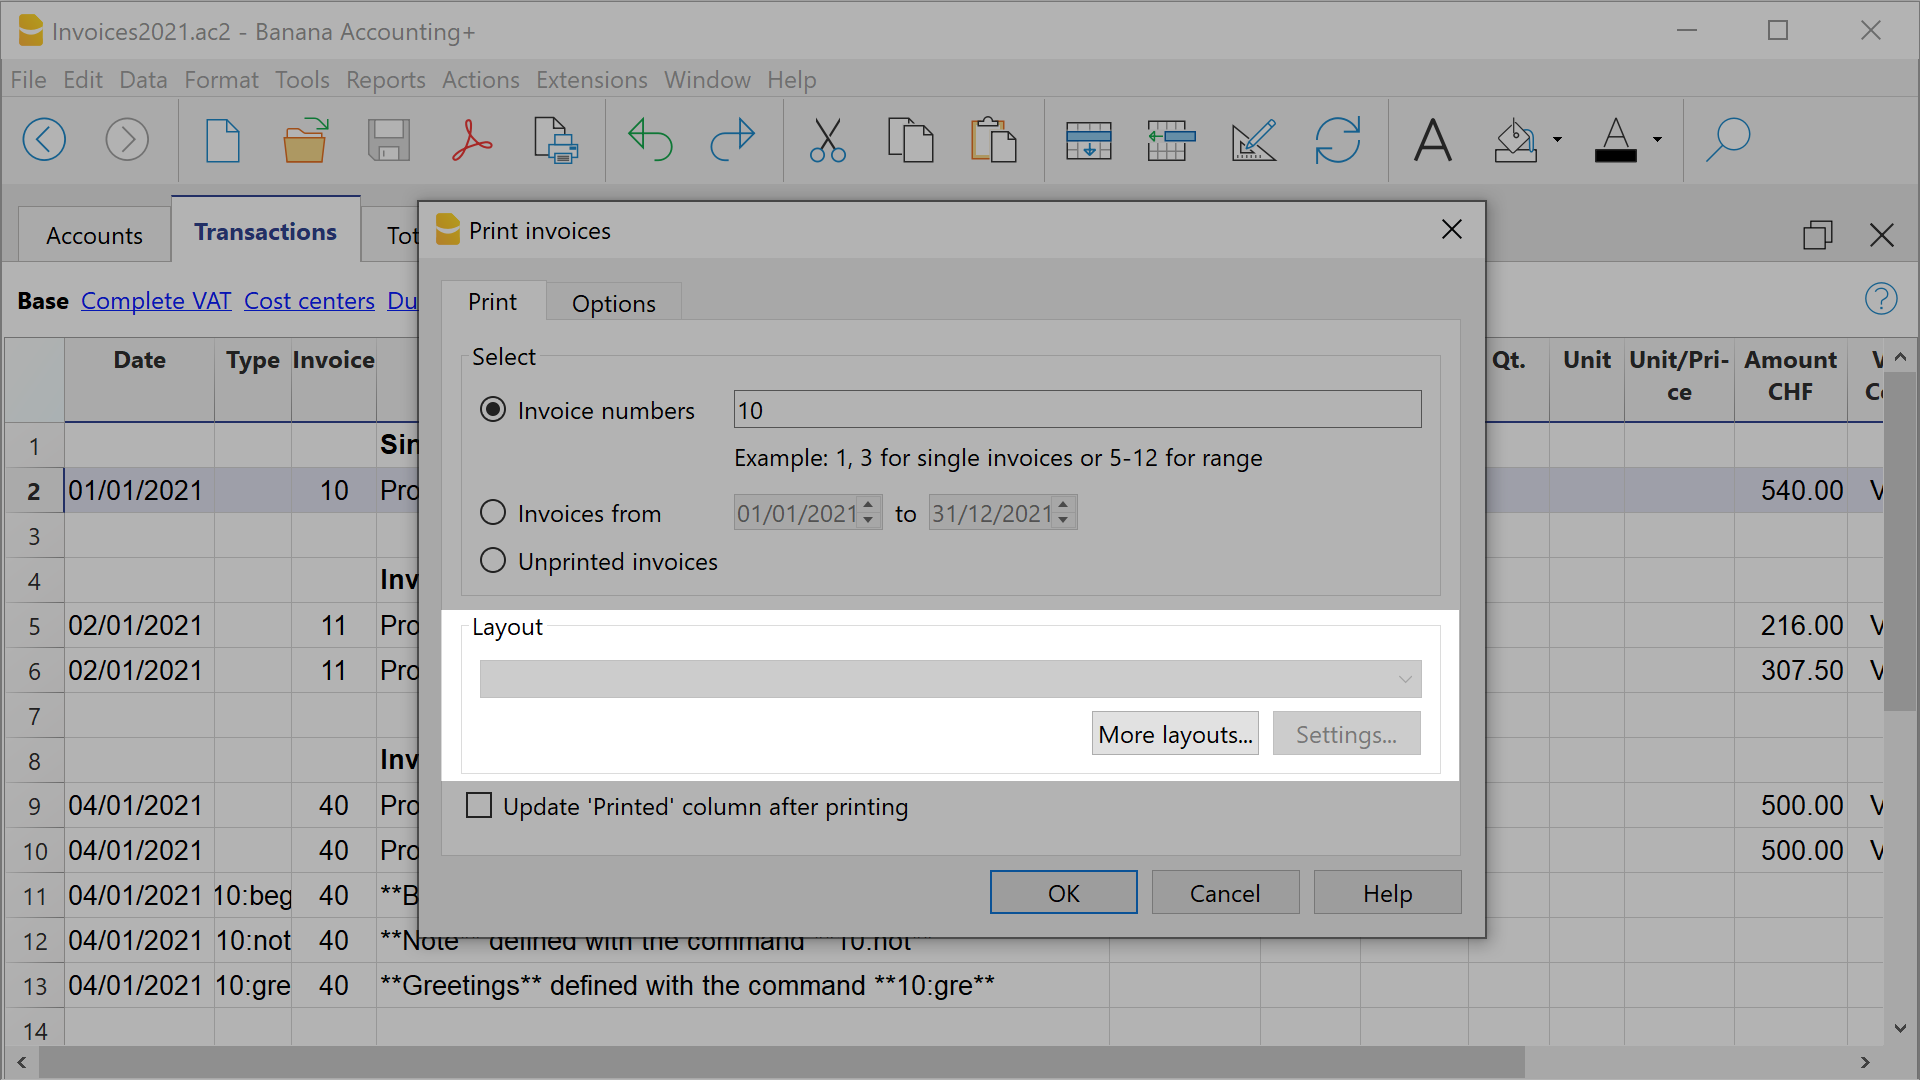 Invoices2021.ac2 - Banana Accounting+
File Edit Data Format Tools Reports Actions Extensions Window Help
Accounts Transactions Tot
Base Complete VAT Cost centers Du
Date Type Invoice Qt. Unit Unit/Pri-ce Amount CHF V Co
1 Sin
2 01/01/2021 10 Pro 540.00 V
3
4 Inv
5 02/01/2021 11 Pro 216.00 V
6 02/01/2021 11 Pro 307.50 V
7
8 Inv
9 04/01/2021 40 Pro 500.00 V
10 04/01/2021 40 Pro 500.00 V
11 04/01/2021 10:beg 40 **B
12 04/01/2021 10:not 40 **Note** defined with the command **10:not**
13 04/01/2021 10:gre 40 **Greetings** defined with the command **10:gre**
14
Print invoices
Print Options
Select
Invoice numbers 10
Example: 1, 3 for single invoices or 5-12 for range
Invoices from 01/01/2021 to 31/12/2021
Unprinted invoices
Layout
More layouts... Settings...
Update 'Printed' column after printing
OK Cancel Help